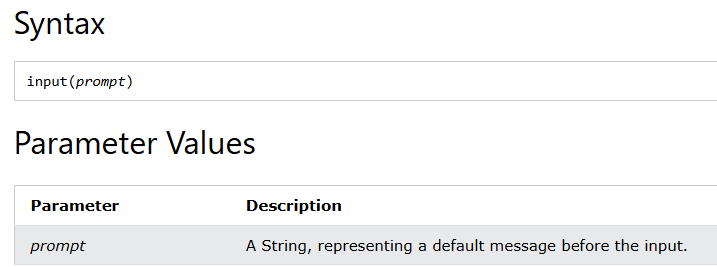 Syntax
input(prompt)
Parameter Values
Parameter Description
prompt A String, representing a default message before the input.